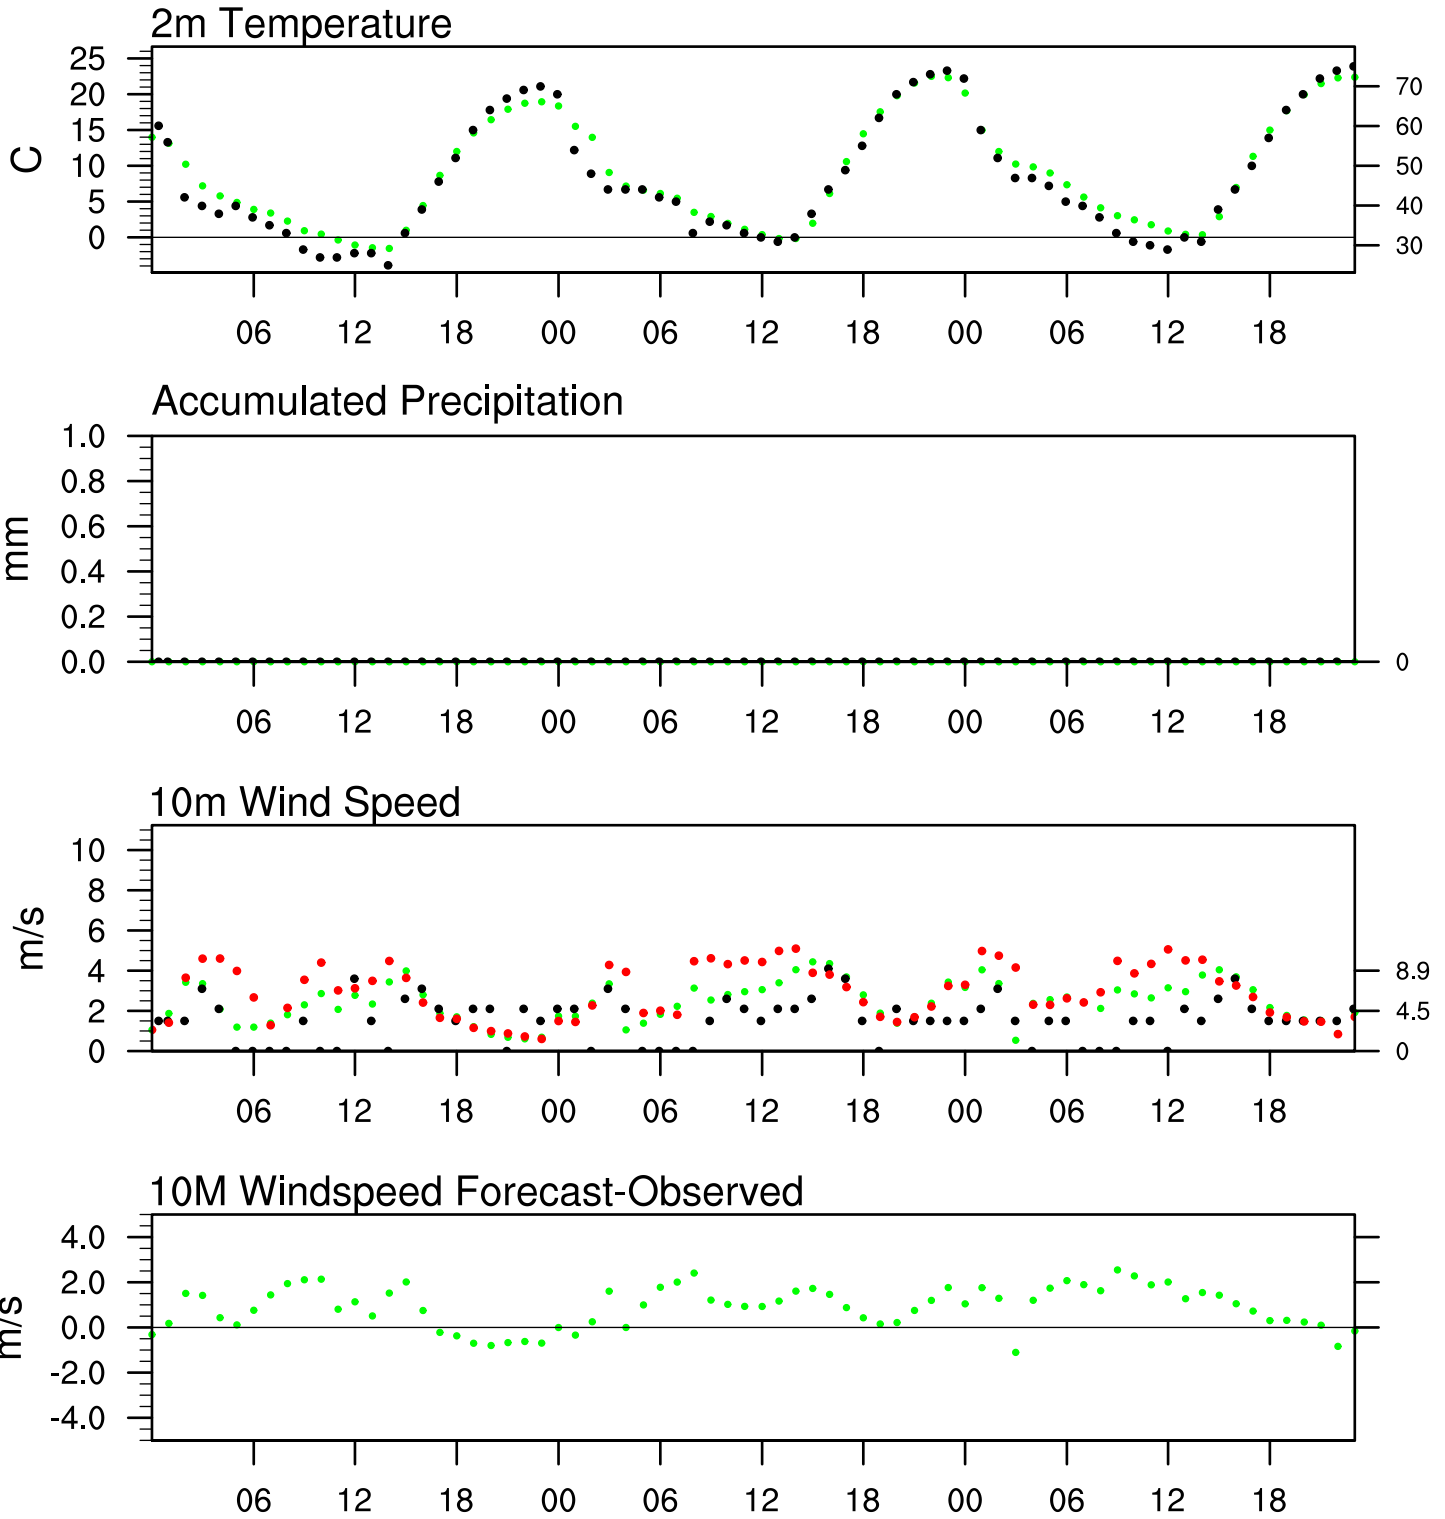 2m Temperature
25
20
15
10
5
0
C
70
60
50
40
30
06 12 18 00 06 12 18 00 06 12 18
Accumulated Precipitation
1.0
0.8
0.6
0.4
0.2
0.0
mm
0
06 12 18 00 06 12 18 00 06 12 18
10m Wind Speed
10
8
6
4
2
0
m/s
8.9
4.5
0
06 12 18 00 06 12 18 00 06 12 18
10M Windspeed Forecast-Observed
4.0
2.0
0.0
-2.0
-4.0
m/s
06 12 18 00 06 12 18 00 06 12 18